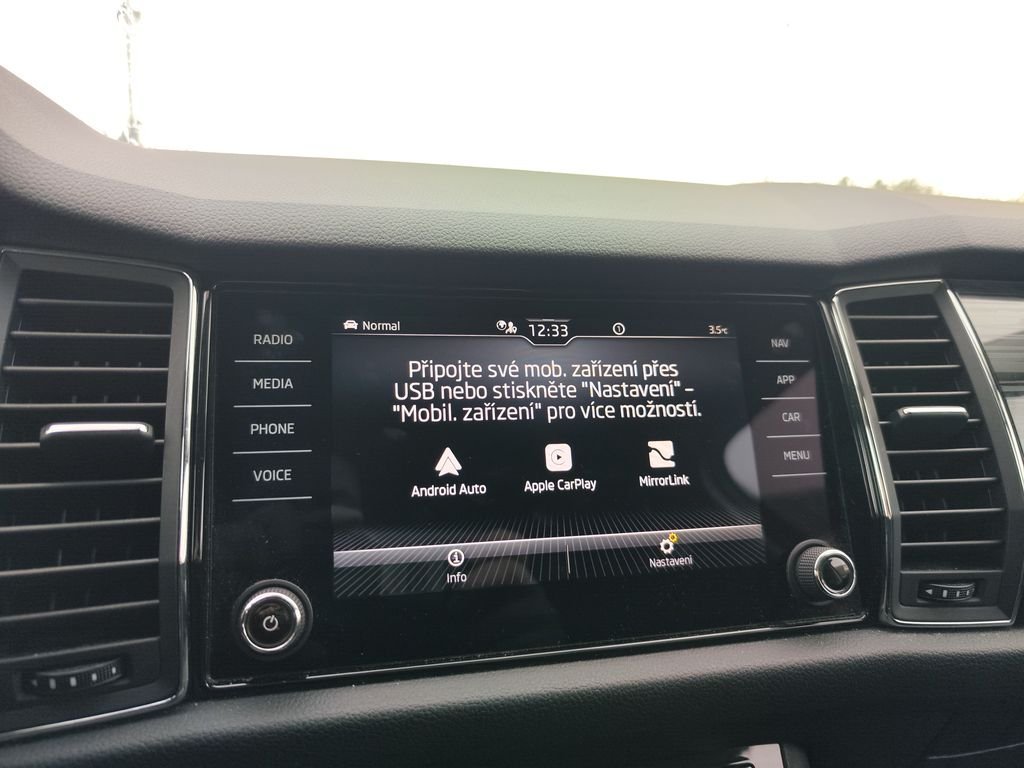 Normal
12:33
1
3.5°C
RADIO
MEDIA
PHONE
VOICE
NAV
APP
CAR
MENU
Připojte své mob. zařízení přes
USB nebo stiskněte "Nastavení" –
"Mobil. zařízení" pro více možností.
Android Auto
Apple CarPlay
MirrorLink
Info
Nastavení